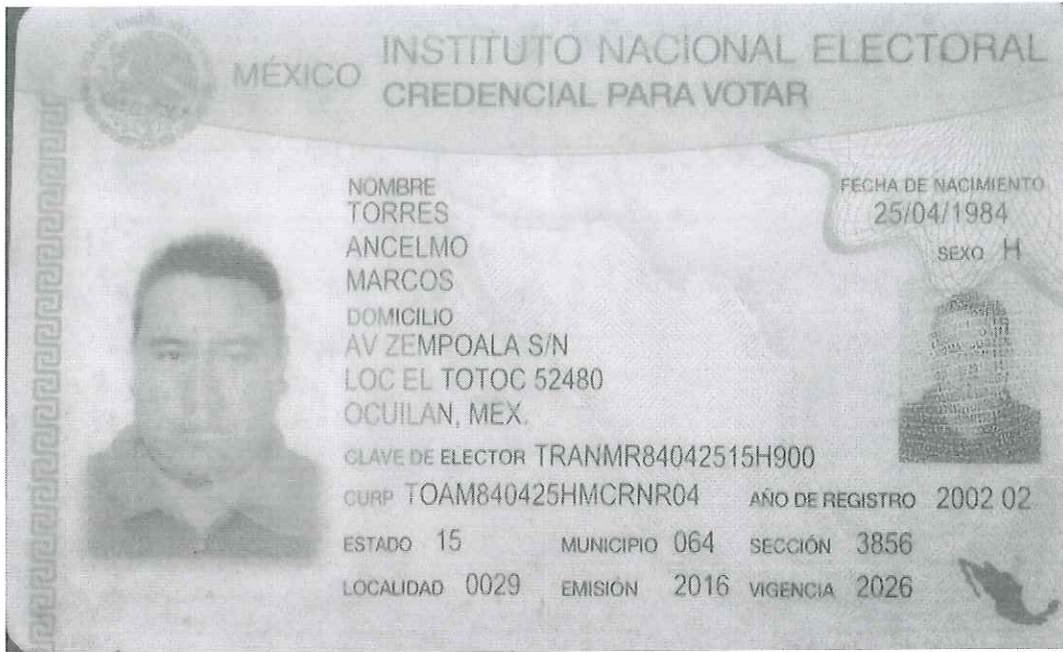 MÉXICO INSTITUTO NACIONAL ELECTORAL
CREDENCIAL PARA VOTAR
NOMBRE
TORRES
ANCELMO
MARCOS
FECHA DE NACIMIENTO
25/04/1984
SEXO H
DOMICILIO
AV ZEMPOALA S/N
LOC EL TOTOC 52480
OCUILAN, MEX.
CLAVE DE ELECTOR TRANMR84042515H900
CURP TOAM840425HMCRNR04 AÑO DE REGISTRO 2002 02
ESTADO 15 MUNICIPIO 064 SECCIÓN 3856
LOCALIDAD 0029 EMISIÓN 2016 VIGENCIA 2026